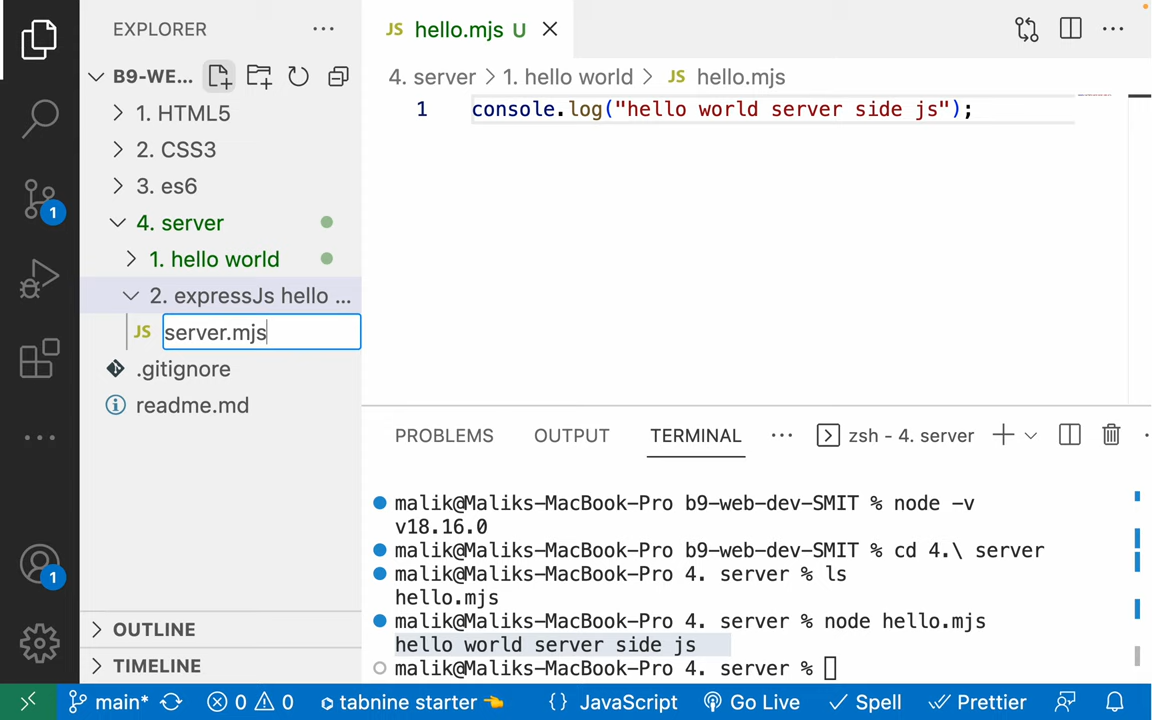 EXPLORER
B9-WE...
1. HTML5
2. CSS3
3. es6
4. server
1. hello world
2. expressJs hello ...
JS server.mjs
.gitignore
readme.md
OUTLINE
TIMELINE
1
1
JS hello.mjs U
4. server > 1. hello world > JS hello.mjs
1 console.log("hello world server side js");
PROBLEMS OUTPUT TERMINAL ... zsh - 4. server
malik@Maliks-MacBook-Pro b9-web-dev-SMIT % node -v
v18.16.0
malik@Maliks-MacBook-Pro b9-web-dev-SMIT % cd 4.\ server
malik@Maliks-MacBook-Pro 4. server % ls
hello.mjs
malik@Maliks-MacBook-Pro 4. server % node hello.mjs
hello world server side js
malik@Maliks-MacBook-Pro 4. server %
main* 0 0 tabnine starter 👈 {} JavaScript Go Live Spell Prettier